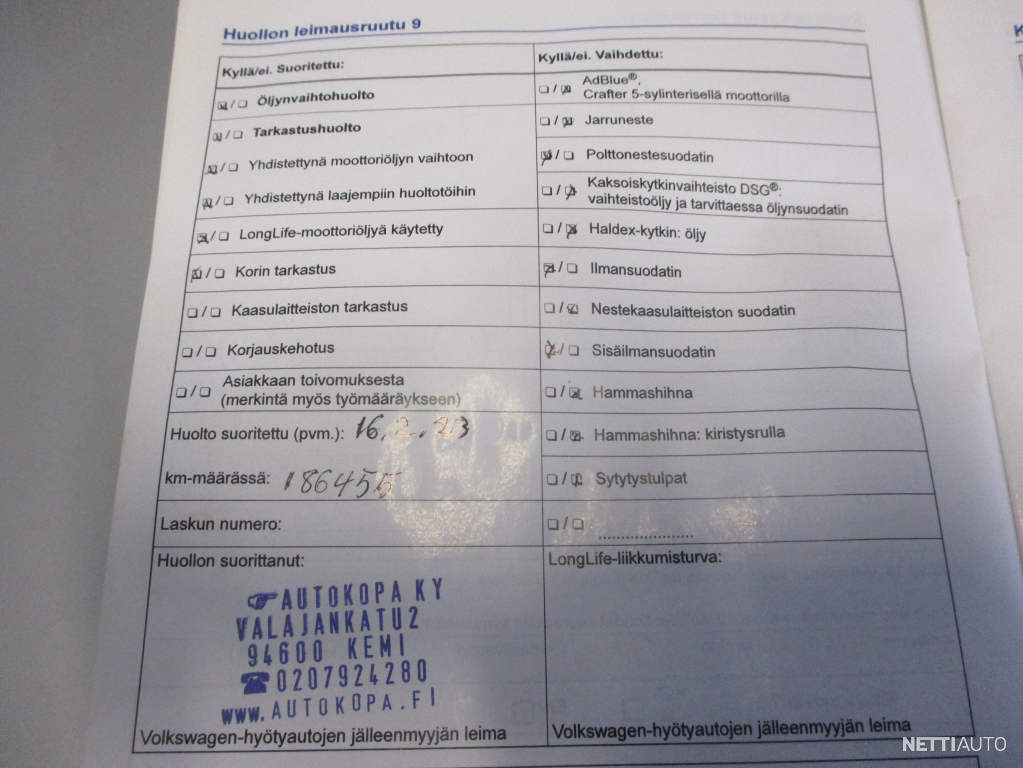 Huollon leimausruutu 9
Kyllä/ei. Suoritettu:
Öljynvaihtohuolto
Tarkastushuolto
Yhdistettynä moottoriöljyn vaihtoon
Yhdistettynä laajempiin huoltotöihin
LongLife-moottoriöljyä käytetty
Korin tarkastus
Kaasulaitteiston tarkastus
Korjauskehotus
Asiakkaan toivomuksesta
(merkintä myös työmääräykseen)
Huolto suoritettu (pvm.): 16.2.23
km-määrässä: 186455
Laskun numero:
Huollon suorittanut:
AUTOKOPA KY
VALAJANKATU2
94600 KEMI
☎ 0207924280
www.AUTOKOPA.FI
Volkswagen-hyötyautojen jälleenmyyjän leima
Kyllä/ei. Vaihdettu:
AdBlue®,
Crafter 5-sylinterisellä moottorilla
Jarruneste
Polttonestesuodatin
Kaksoiskytkinvaihteisto DSG®:
vaihteistoöljy ja tarvittaessa öljynsuodatin
Haldex-kytkin: öljy
Ilmansuodatin
Nestekaasulaitteiston suodatin
Sisäilmansuodatin
Hammashihna
Hammashihna: kiristysrulla
Sytytystulpat
LongLife-liikkumisturva:
Volkswagen-hyötyautojen jälleenmyyjän leima
K
NETTIAUTO